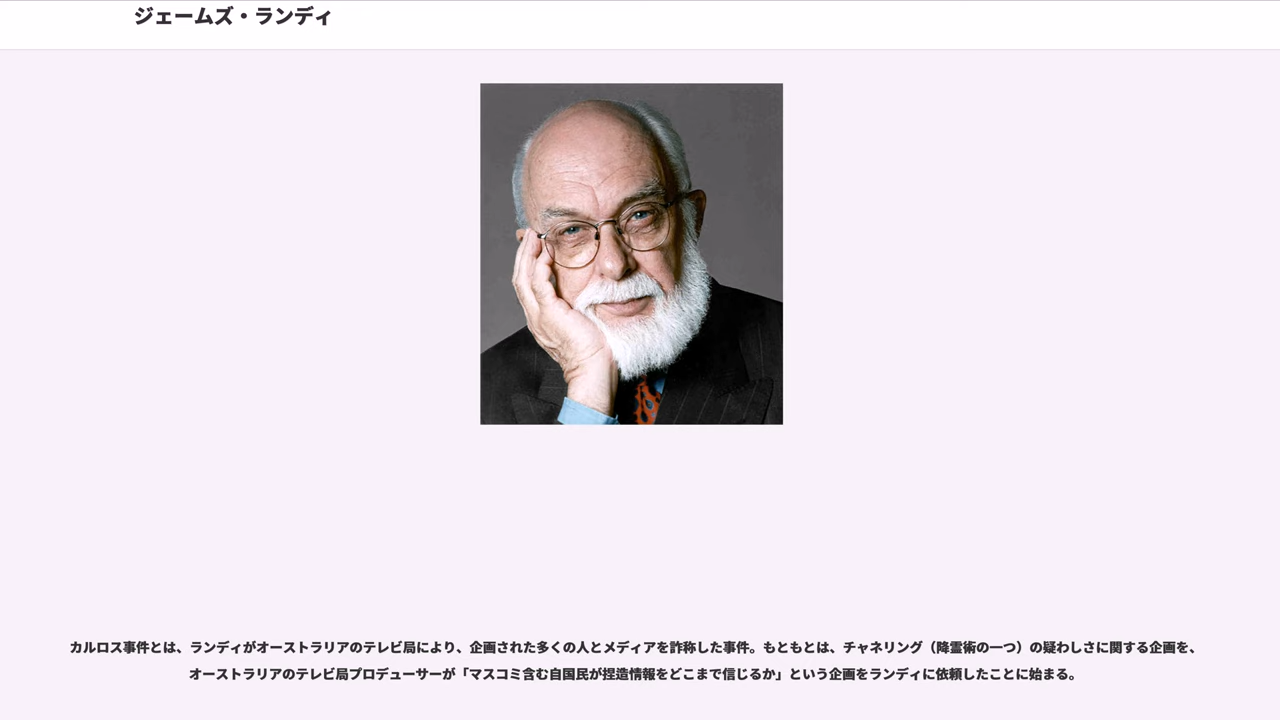 ジェームズ・ランディ
カルロス事件とは、ランディがオーストラリアのテレビ局により、企画された多くの人とメディアを詐称した事件。もともとは、チャネリング（降霊術の一つ）の疑わしさに関する企画を、
オーストラリアのテレビ局プロデューサーが「マスコミ含む自国民が捏造情報をどこまで信じるか」という企画をランディに依頼したことに始まる。